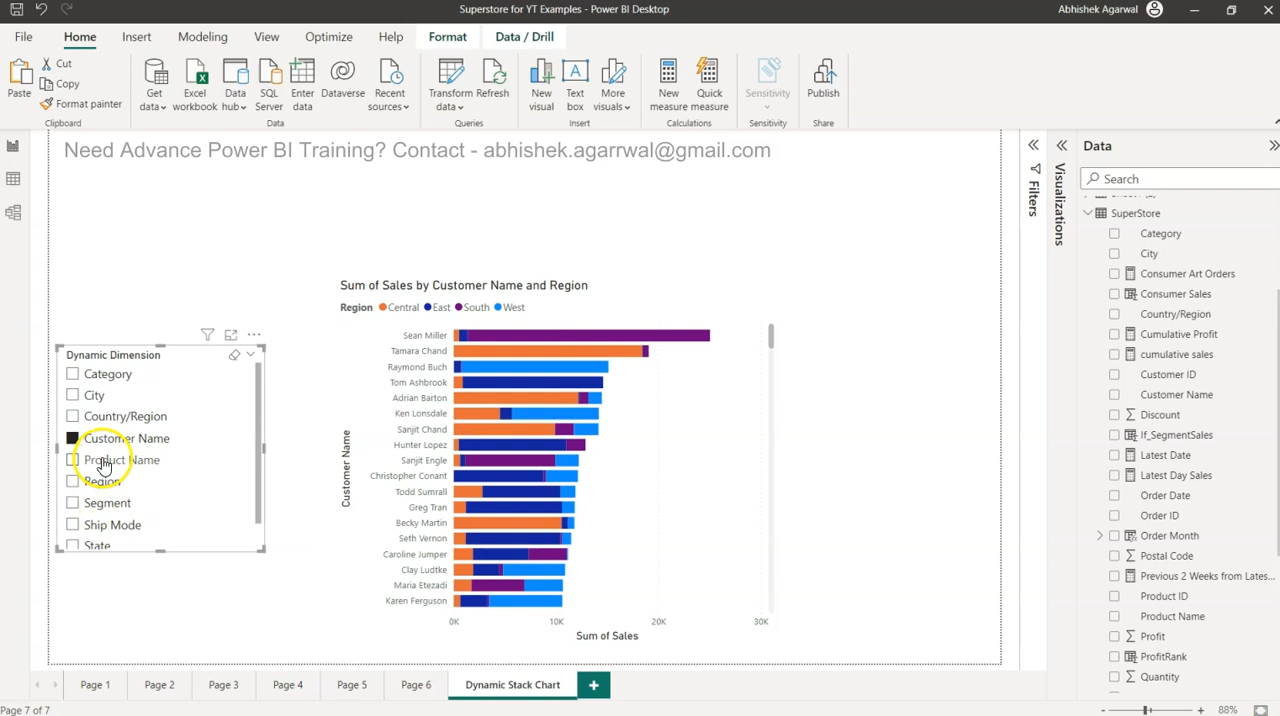 Superstore for YT Examples - Power BI Desktop
Abhishek Agarwal
File Home Insert Modeling View Optimize Help Format Data / Drill
Paste
Cut
Copy
Format painter
Clipboard
Get data
Excel workbook
Data hub
SQL Server
Enter data
Dataverse
Recent sources
Data
Transform data
Refresh
Queries
New visual
Text box
More visuals
Insert
New measure
Quick measure
Calculations
Sensitivity
Sensitivity
Publish
Share
Need Advance Power BI Training? Contact - abhishek.agarrwal@gmail.com
Dynamic Dimension
Category
City
Country/Region
Customer Name
Product Name
Region
Segment
Ship Mode
State
Sum of Sales by Customer Name and Region
Region Central East South West
Customer Name
Sean Miller
Tamara Chand
Raymond Buch
Tom Ashbrook
Adrian Barton
Ken Lonsdale
Sanjit Chand
Hunter Lopez
Sanjit Engle
Christopher Conant
Todd Sumrall
Greg Tran
Becky Martin
Seth Vernon
Caroline Jumper
Clay Ludtke
Maria Etezadi
Karen Ferguson
0K 10K 20K 30K
Sum of Sales
Filters
Visualizations
Data
Search
SuperStore
Category
City
Consumer Art Orders
Consumer Sales
Country/Region
Cumulative Profit
cumulative sales
Customer ID
Customer Name
Discount
If_SegmentSales
Latest Date
Latest Day Sales
Order Date
Order ID
Order Month
Postal Code
Previous 2 Weeks from Lates...
Product ID
Product Name
Profit
ProfitRank
Quantity
Page 1 Page 2 Page 3 Page 4 Page 5 Page 6 Dynamic Stack Chart +
Page 7 of 7
- + 88%